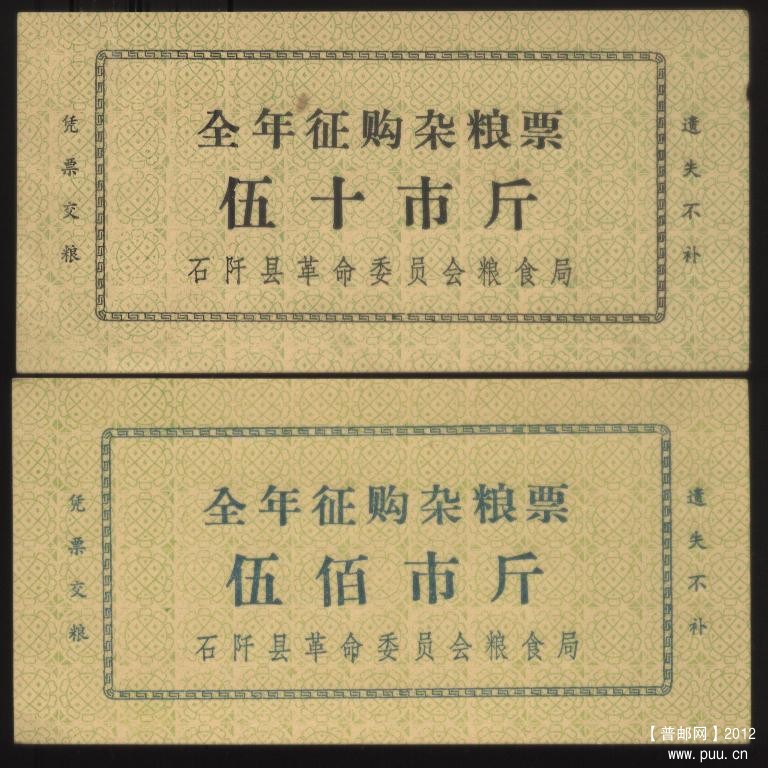 全年征购杂粮票
伍十市斤
石阡县革命委员会粮食局
凭票交粮
遗失不补
全年征购杂粮票
伍佰市斤
石阡县革命委员会粮食局
凭票交粮
遗失不补
【普邮网】2012
www.puu.cn